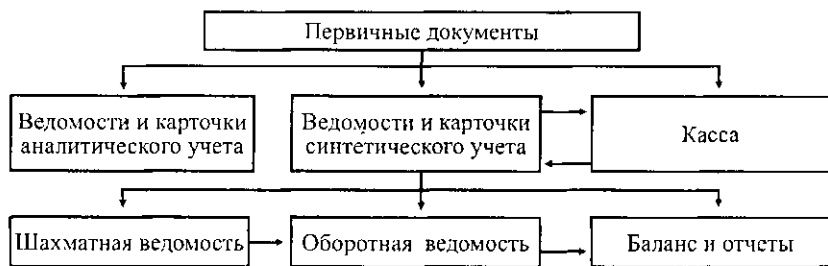 Первичные документы
Ведомости и карточки
аналитического учета
Ведомости и карточки
синтетического учета
Касса
Шахматная ведомость
Оборотная ведомость
Баланс и отчеты